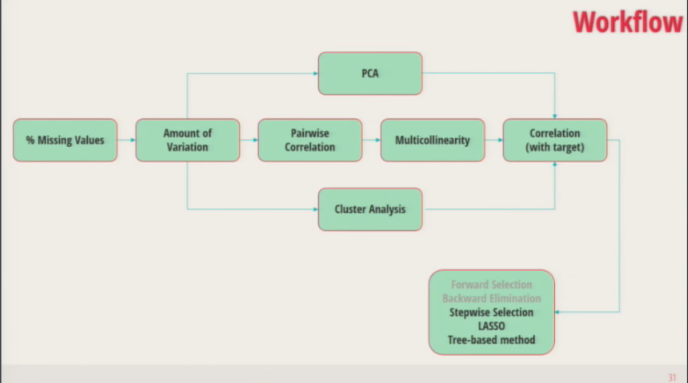 Workflow
PCA
% Missing Values
Amount of
Variation
Pairwise
Correlation
Multicollinearity
Correlation
(with target)
Cluster Analysis
Forward Selection
Backward Elimination
Stepwise Selection
LASSO
Tree-based method
31